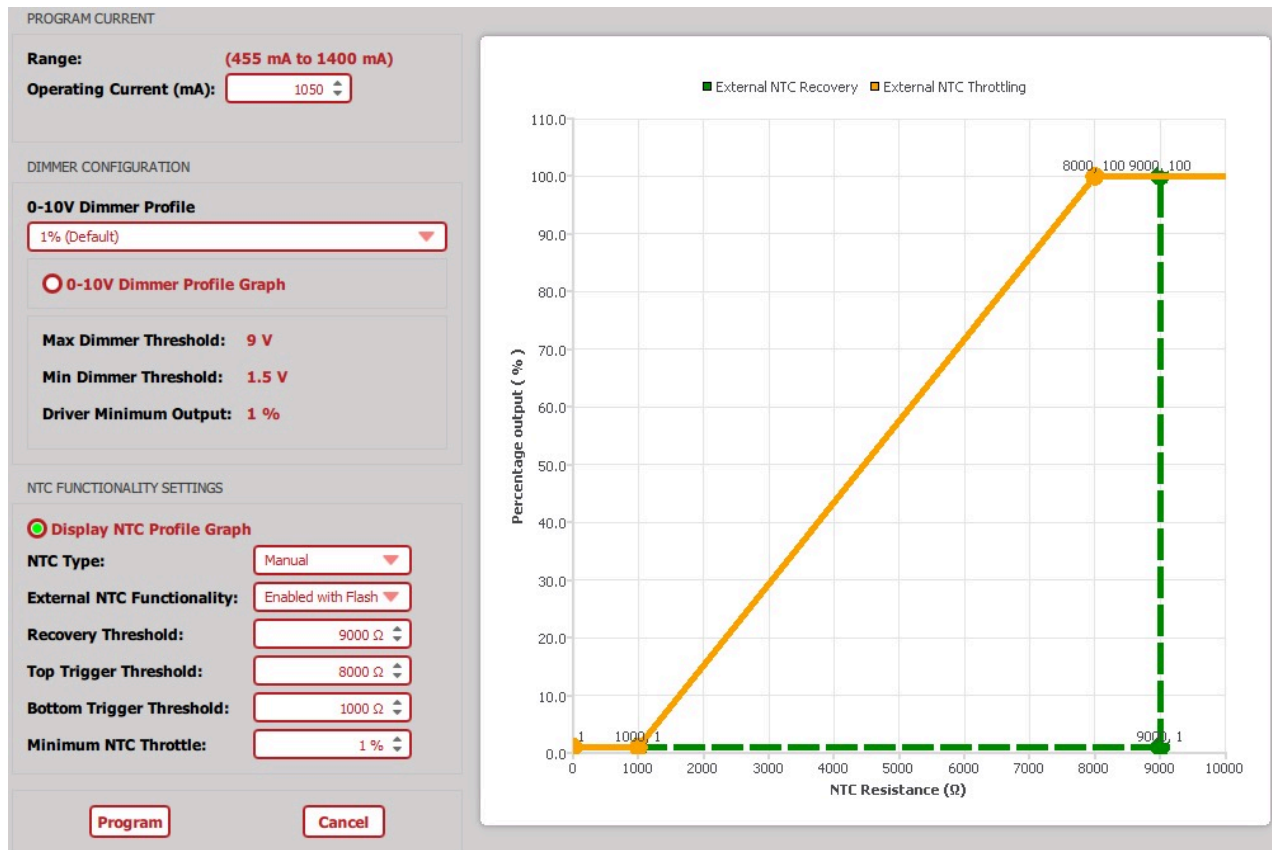 PROGRAM CURRENT
Range: (455 mA to 1400 mA)
Operating Current (mA): 1050
DIMMER CONFIGURATION
0-10V Dimmer Profile
1% (Default)
0-10V Dimmer Profile Graph
Max Dimmer Threshold: 9 V
Min Dimmer Threshold: 1.5 V
Driver Minimum Output: 1 %
NTC FUNCTIONALITY SETTINGS
Display NTC Profile Graph
NTC Type: Manual
External NTC Functionality: Enabled with Flash
Recovery Threshold: 9000 Ω
Top Trigger Threshold: 8000 Ω
Bottom Trigger Threshold: 1000 Ω
Minimum NTC Throttle: 1 %
Program Cancel
External NTC Recovery External NTC Throttling
110.0
8000, 100 9000, 100
100.0
90.0
80.0
70.0
60.0
50.0
40.0
30.0
20.0
10.0
0.0
Percentage output ( % )
1 1000, 1 9000, 1
0 1000 2000 3000 4000 5000 6000 7000 8000 9000 10000
NTC Resistance (Ω)